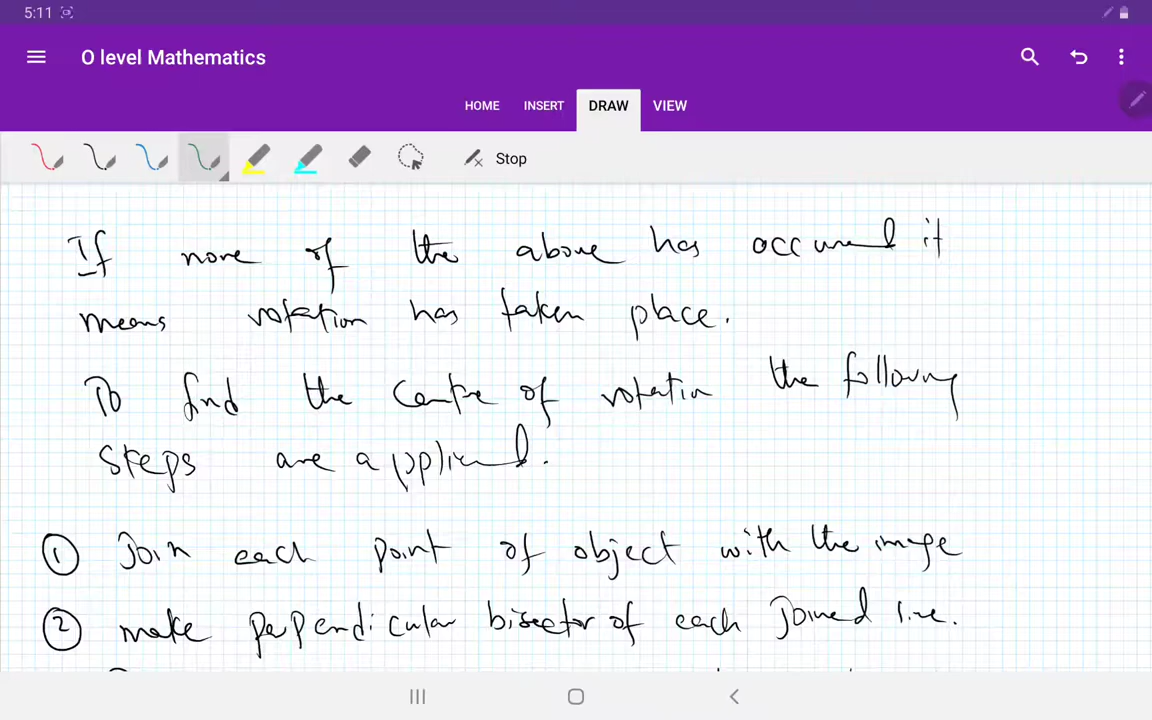 5:11
O level Mathematics
HOME INSERT DRAW VIEW
Stop
If none of the above has occured it
means rotation has taken place.
To find the centre of rotation the following
steps are applied.
① Join each point of object with the image
② make perpendicular bisector of each joined line.